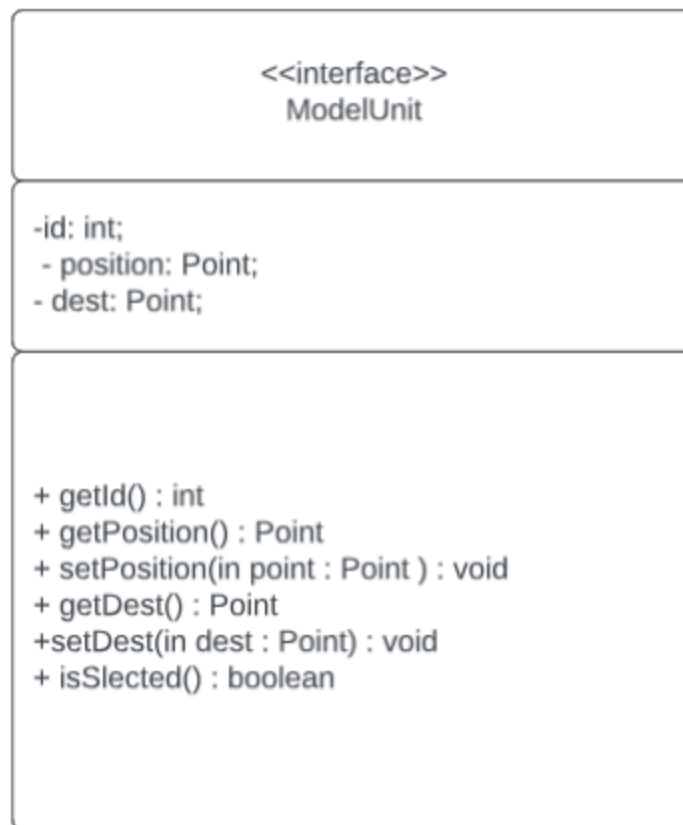 <<interface>>
ModelUnit
-id: int;
- position: Point;
- dest: Point;
+ getId() : int
+ getPosition() : Point
+ setPosition(in point : Point ) : void
+ getDest() : Point
+setDest(in dest : Point) : void
+ isSlected() : boolean